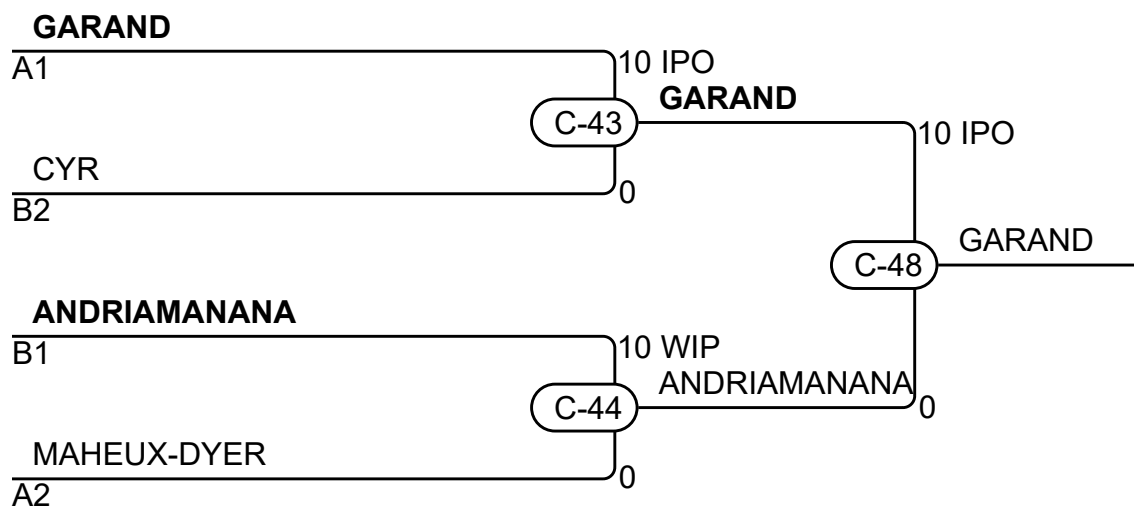 GARAND
A1
10 IPO
GARAND
C-43
10 IPO
CYR
B2
0
GARAND
C-48
ANDRIAMANANA
B1
10 WIP
ANDRIAMANANA
C-44
0
MAHEUX-DYER
A2
0